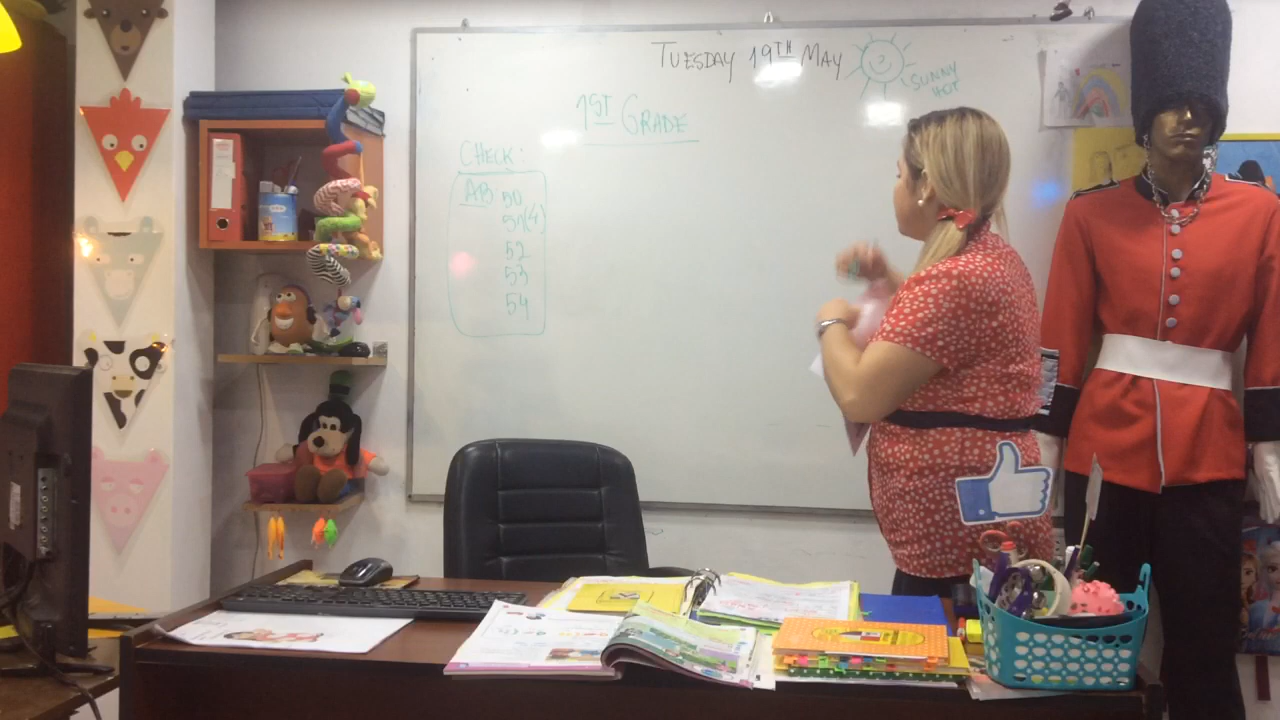 TUESDAY 19TH MAY
SUNNY
HOT
1ST GRADE
CHECK:
AB: 50
51(4)
52
53
54